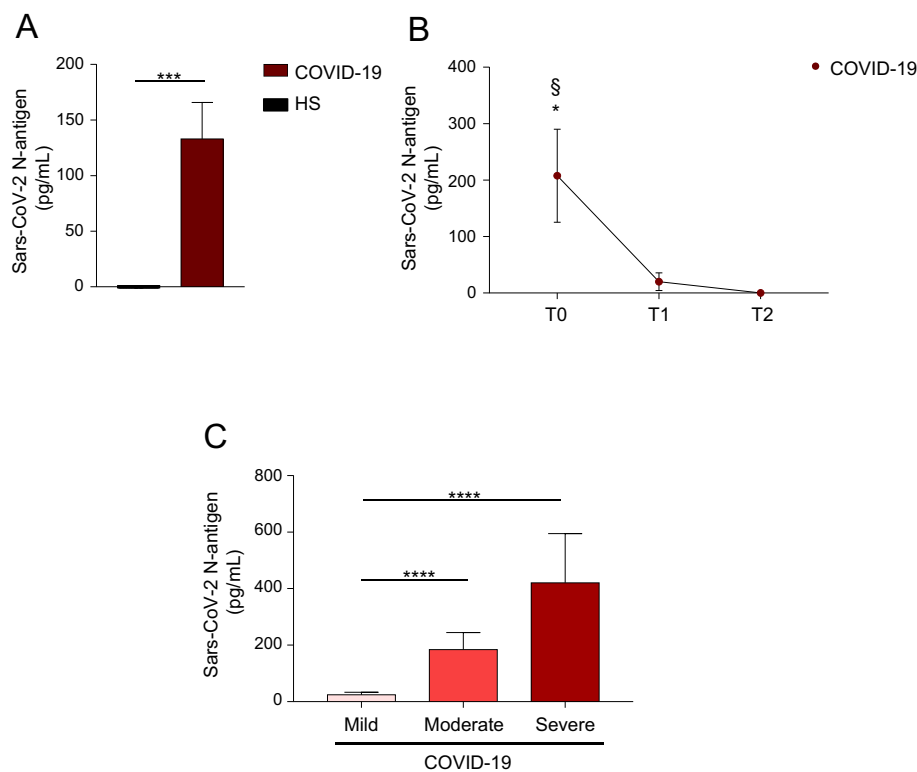 A
Sars-CoV-2 N-antigen
(pg/mL)
200
150
100
50
0
***
COVID-19
HS
B
Sars-CoV-2 N-antigen
(pg/mL)
400
300
200
100
0
§
*
T0
T1
T2
COVID-19
C
Sars-CoV-2 N-antigen
(pg/mL)
800
600
400
200
0
****
****
Mild
Moderate
Severe
COVID-19